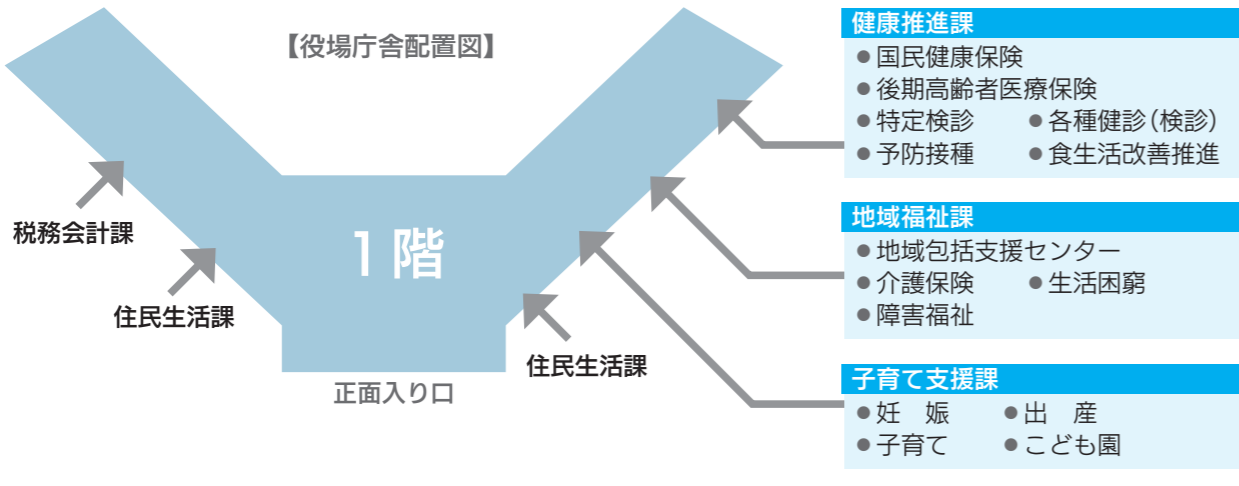 【役場庁舎配置図】
1階
税務会計課
住民生活課
住民生活課
正面入り口
健康推進課
●国民健康保険
●後期高齢者医療保険
●特定検診 ●各種健診(検診)
●予防接種 ●食生活改善推進
地域福祉課
●地域包括支援センター
●介護保険 ●生活困窮
●障害福祉
子育て支援課
●妊　娠 ●出　産
●子育て ●こども園